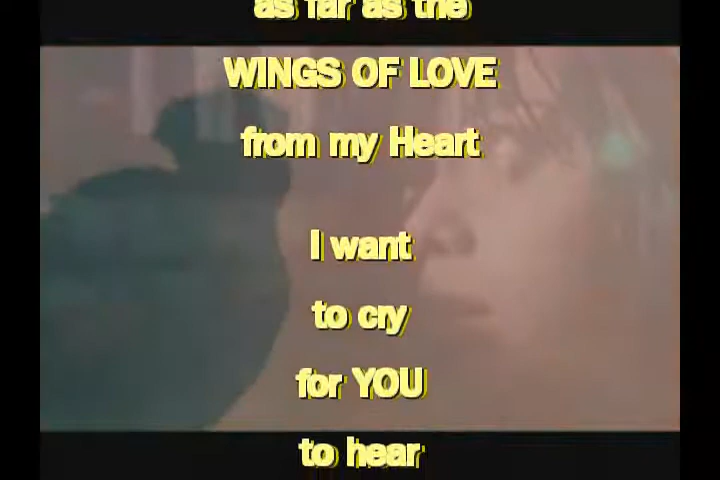 as far as the
WINGS OF LOVE
from my Heart
I want
to cry
for YOU
to hear